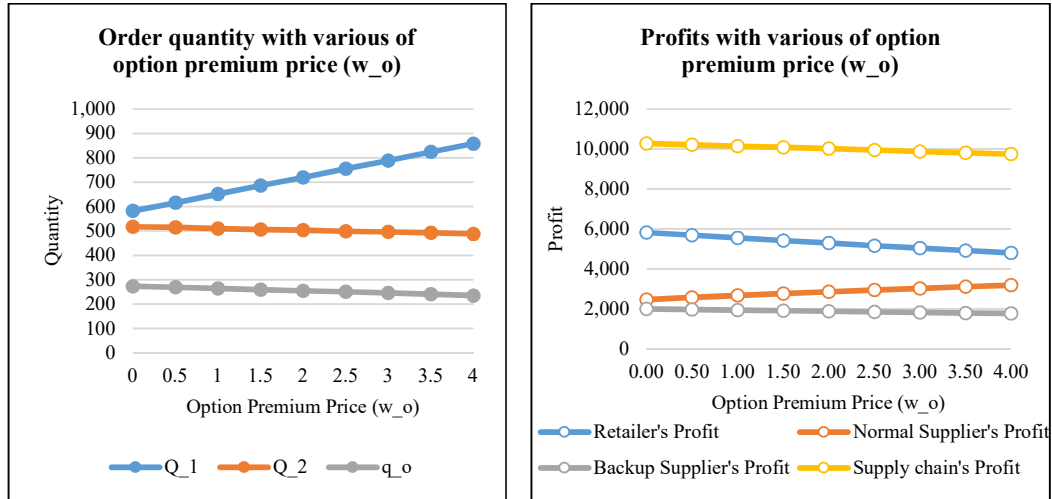 Order quantity with various of
option premium price (w_o)
Quantity
1,000
900
800
700
600
500
400
300
200
100
0
0 0.5 1 1.5 2 2.5 3 3.5 4
Option Premium Price (w_o)
Q_1 Q_2 q_o
Profits with various of option
premium price (w_o)
Profit
12,000
10,000
8,000
6,000
4,000
2,000
0
0.00 0.50 1.00 1.50 2.00 2.50 3.00 3.50 4.00
Option Premium Price (w_o)
Retailer's Profit Normal Supplier's Profit
Backup Supplier's Profit Supply chain's Profit